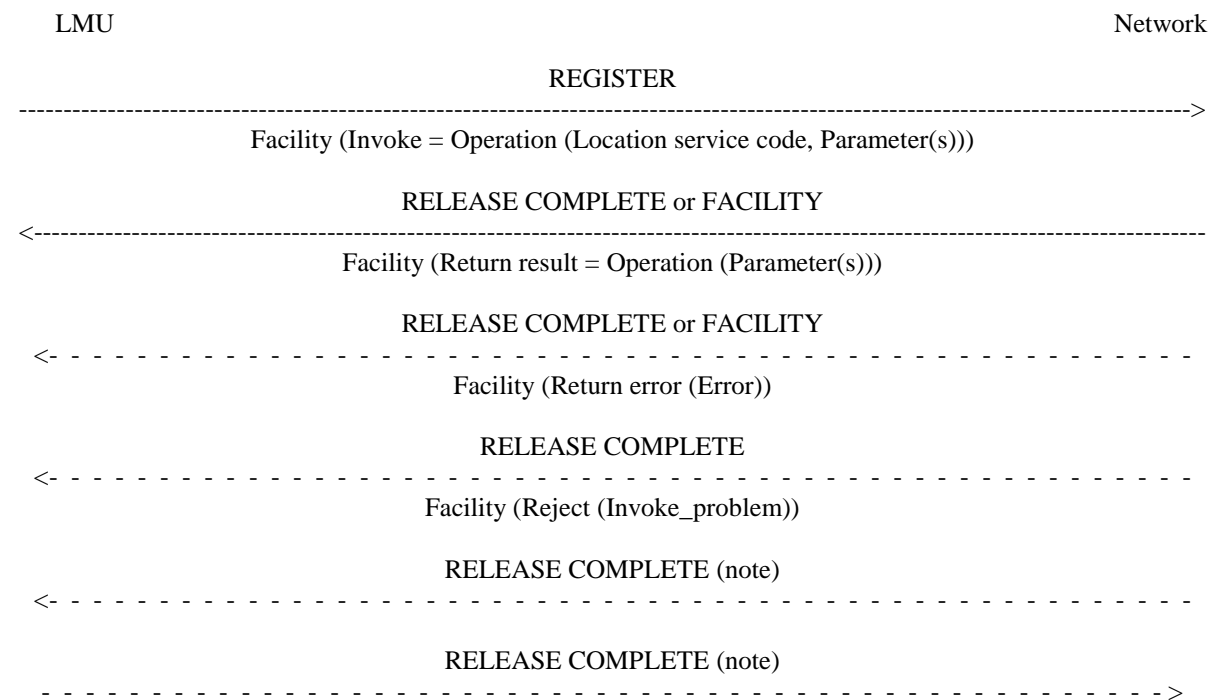 LMU Network
REGISTER
------------------------------------------------------------------------------------------------------------------------------------>
Facility (Invoke = Operation (Location service code, Parameter(s)))
RELEASE COMPLETE or FACILITY
<------------------------------------------------------------------------------------------------------------------------------------
Facility (Return result = Operation (Parameter(s)))
RELEASE COMPLETE or FACILITY
<- - - - - - - - - - - - - - - - - - - - - - - - - - - - - - - - - - - - - - - - - - - - - - - - - - - - - - - - - - - -
Facility (Return error (Error))
RELEASE COMPLETE
<- - - - - - - - - - - - - - - - - - - - - - - - - - - - - - - - - - - - - - - - - - - - - - - - - - - - - - - - - - - -
Facility (Reject (Invoke_problem))
RELEASE COMPLETE (note)
<- - - - - - - - - - - - - - - - - - - - - - - - - - - - - - - - - - - - - - - - - - - - - - - - - - - - - - - - - - - -
RELEASE COMPLETE (note)
- - - - - - - - - - - - - - - - - - - - - - - - - - - - - - - - - - - - - - - - - - - - - - - - - - - - - - - - - - - ->